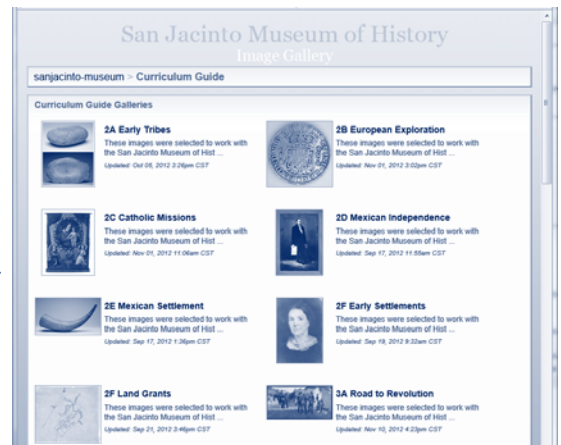 San Jacinto Museum of History
Image Gallery
sanjacinto-museum > Curriculum Guide
Curriculum Guide Galleries
2A Early Tribes
These images were selected to work with
the San Jacinto Museum of Hist ...
Updated: Oct 05, 2012 3:26pm CST
2B European Exploration
These images were selected to work with
the San Jacinto Museum of Hist ...
Updated: Nov 01, 2012 3:02pm CST
2C Catholic Missions
These images were selected to work with
the San Jacinto Museum of Hist ...
Updated: Nov 01, 2012 11:06am CST
2D Mexican Independence
These images were selected to work with
the San Jacinto Museum of Hist ...
Updated: Sep 17, 2012 11:55am CST
2E Mexican Settlement
These images were selected to work with
the San Jacinto Museum of Hist ...
Updated: Sep 17, 2012 1:36pm CST
2F Early Settlements
These images were selected to work with
the San Jacinto Museum of Hist ...
Updated: Sep 19, 2012 9:32am CST
2F Land Grants
These images were selected to work with
the San Jacinto Museum of Hist ...
Updated: Sep 21, 2012 3:46pm CST
3A Road to Revolution
These images were selected to work with
the San Jacinto Museum of Hist ...
Updated: Nov 10, 2012 4:23pm CST